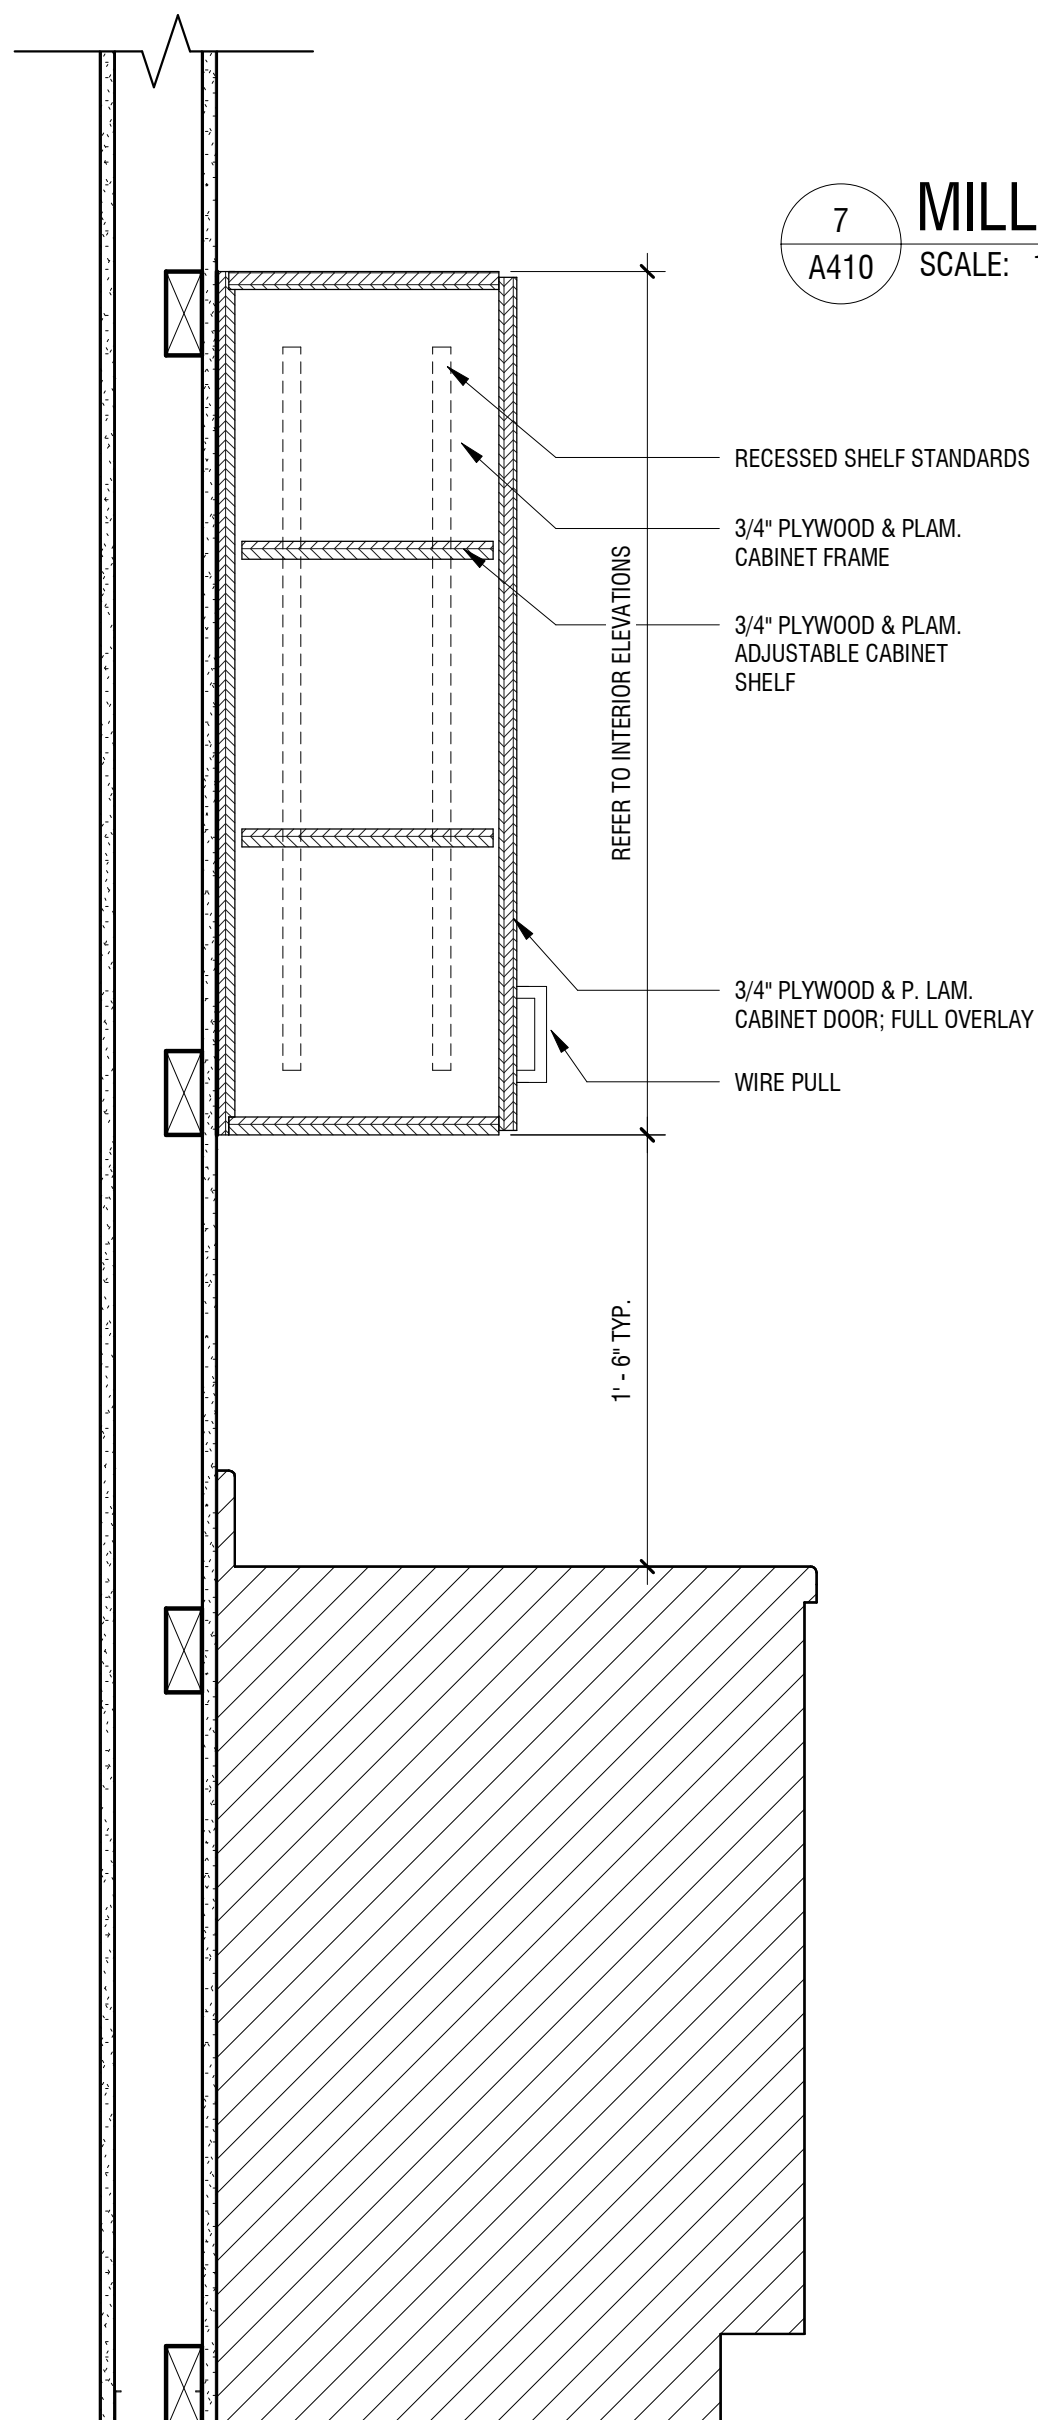 7
A410
MILL
SCALE:
RECESSED SHELF STANDARDS
3/4" PLYWOOD & PLAM.
CABINET FRAME
3/4" PLYWOOD & PLAM.
ADJUSTABLE CABINET
SHELF
REFER TO INTERIOR ELEVATIONS
3/4" PLYWOOD & P. LAM.
CABINET DOOR; FULL OVERLAY
WIRE PULL
1' - 6" TYP.